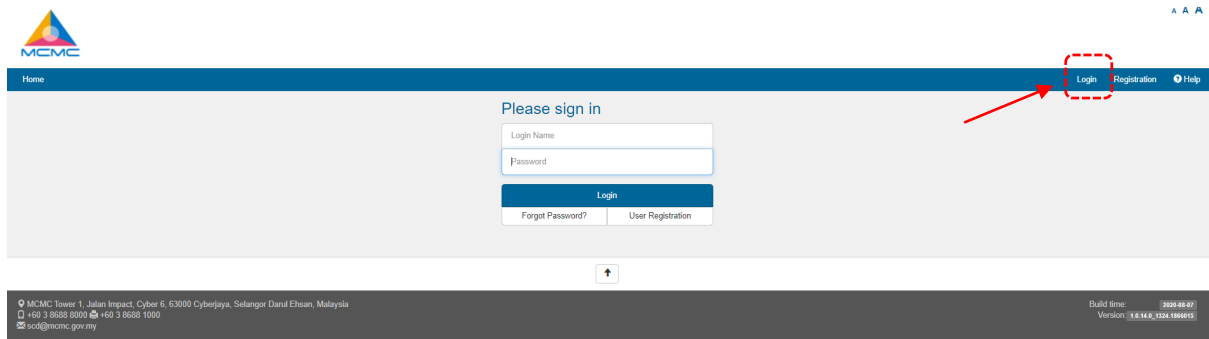 A A A
MCMC
Home Login Registration Help
Please sign in
Login Name
Password
Login
Forgot Password? User Registration
MCMC Tower 1, Jalan Impact, Cyber 6, 63000 Cyberjaya, Selangor Darul Ehsan, Malaysia
+60 3 8688 8000 +60 3 8688 1000
scd@mcmc.gov.my
Build time: 2020-08-07
Version: 1.0.14.0_1324.1866015